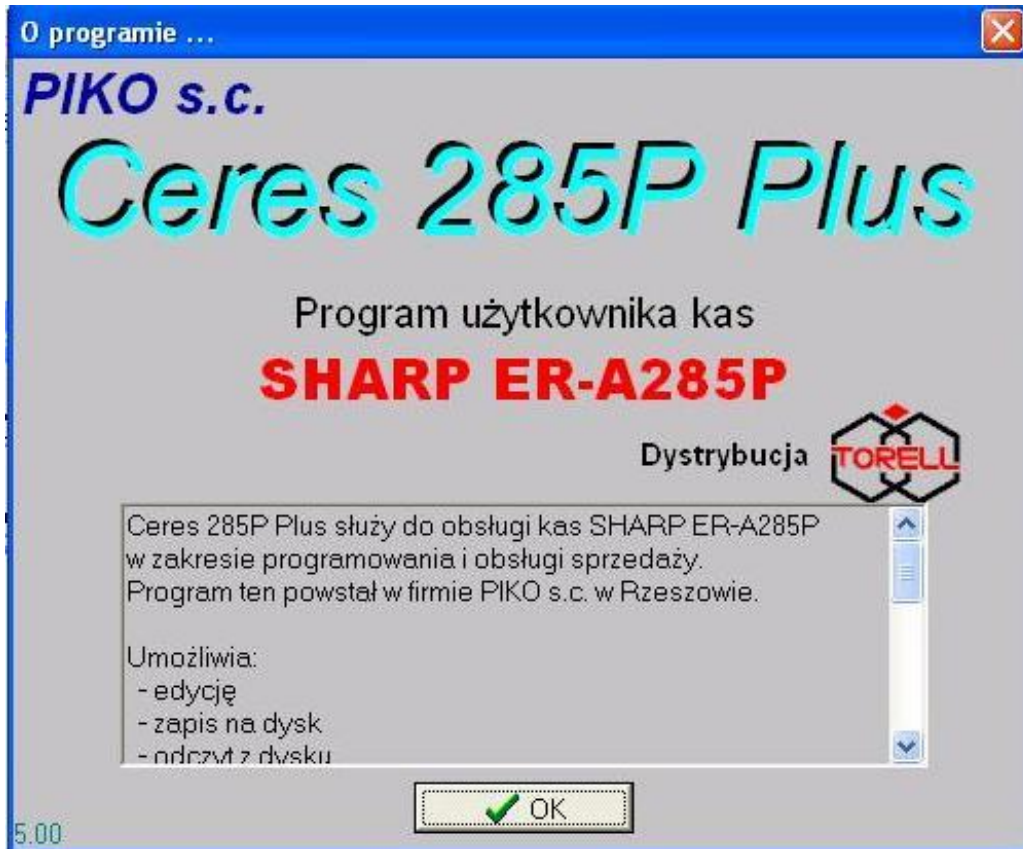 O programie ...
PIKO s.c.
Ceres 285P Plus
Program użytkownika kas
SHARP ER-A285P
Dystrybucja TORELL
Ceres 285P Plus służy do obsługi kas SHARP ER-A285P
w zakresie programowania i obsługi sprzedaży.
Program ten powstał w firmie PIKO s.c. w Rzeszowie.
Umożliwia:
- edycję
- zapis na dysk
- odczyt z dysku
OK
5.00